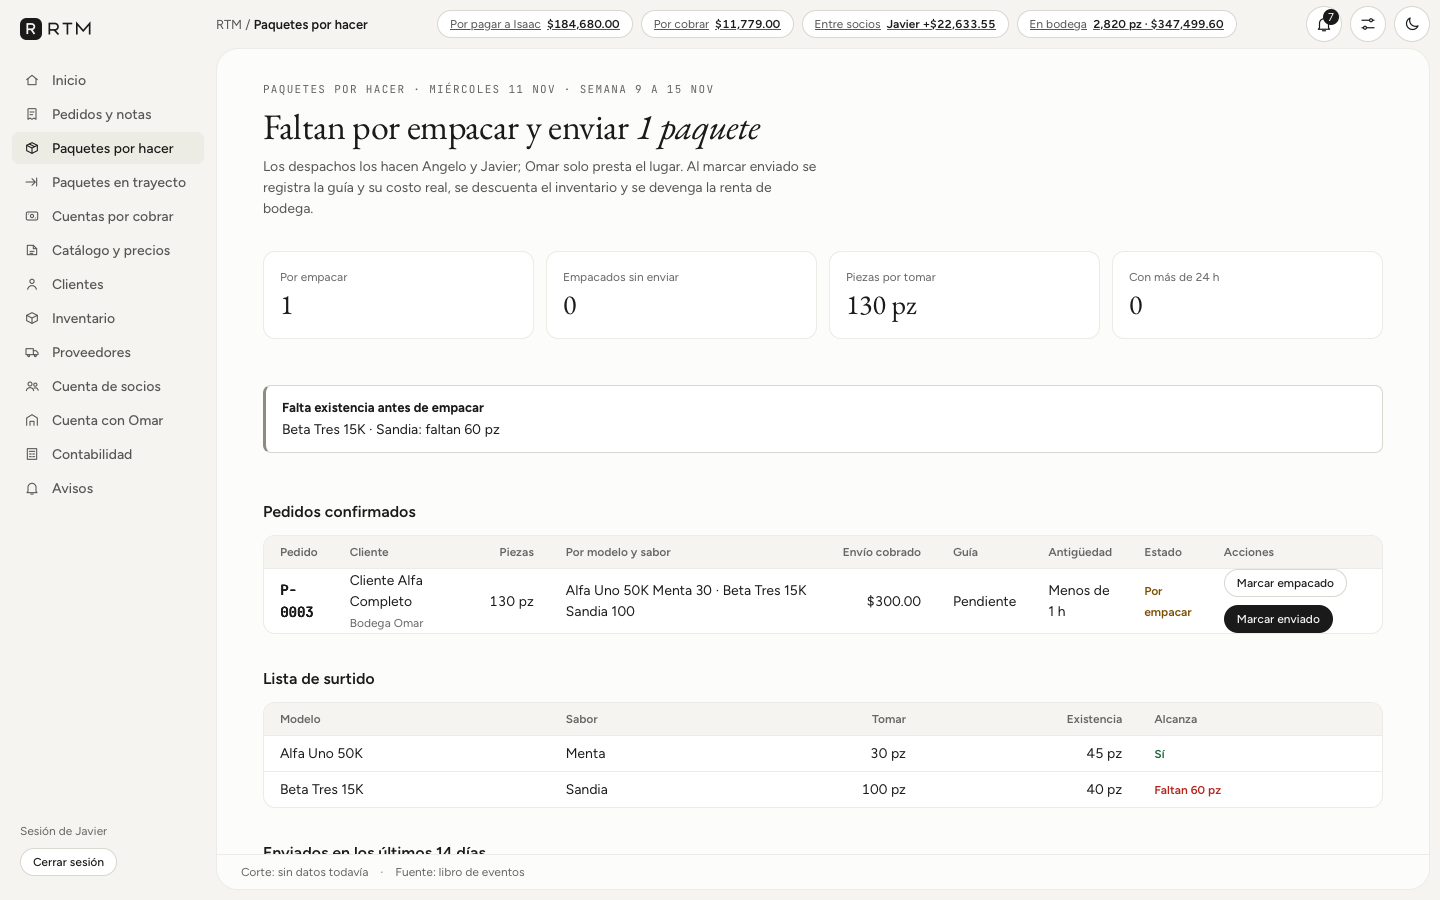 R RTM
RTM / Paquetes por hacer
Por pagar a Isaac $184,680.00
Por cobrar $11,779.00
Entre socios Javier +$22,633.55
En bodega 2,820 pz · $347,499.60
7
Inicio
Pedidos y notas
Paquetes por hacer
Paquetes en trayecto
Cuentas por cobrar
Catálogo y precios
Clientes
Inventario
Proveedores
Cuenta de socios
Cuenta con Omar
Contabilidad
Avisos
Sesión de Javier
Cerrar sesión
PAQUETES POR HACER · MIÉRCOLES 11 NOV · SEMANA 9 A 15 NOV
Faltan por empacar y enviar 1 paquete
Los despachos los hacen Angelo y Javier; Omar solo presta el lugar. Al marcar enviado se
registra la guía y su costo real, se descuenta el inventario y se devenga la renta de
bodega.
Por empacar
1
Empacados sin enviar
0
Piezas por tomar
130 pz
Con más de 24 h
0
Falta existencia antes de empacar
Beta Tres 15K · Sandia: faltan 60 pz
Pedidos confirmados
Pedido Cliente Piezas Por modelo y sabor Envío cobrado Guía Antigüedad Estado Acciones
P-
0003
Cliente Alfa
Completo
Bodega Omar
130 pz
Alfa Uno 50K Menta 30 · Beta Tres 15K
Sandia 100
$300.00
Pendiente
Menos de
1 h
Por
empacar
Marcar empacado
Marcar enviado
Lista de surtido
Modelo Sabor Tomar Existencia Alcanza
Alfa Uno 50K Menta 30 pz 45 pz Sí
Beta Tres 15K Sandia 100 pz 40 pz Faltan 60 pz
Enviados en los últimos 14 días
Corte: sin datos todavía · Fuente: libro de eventos